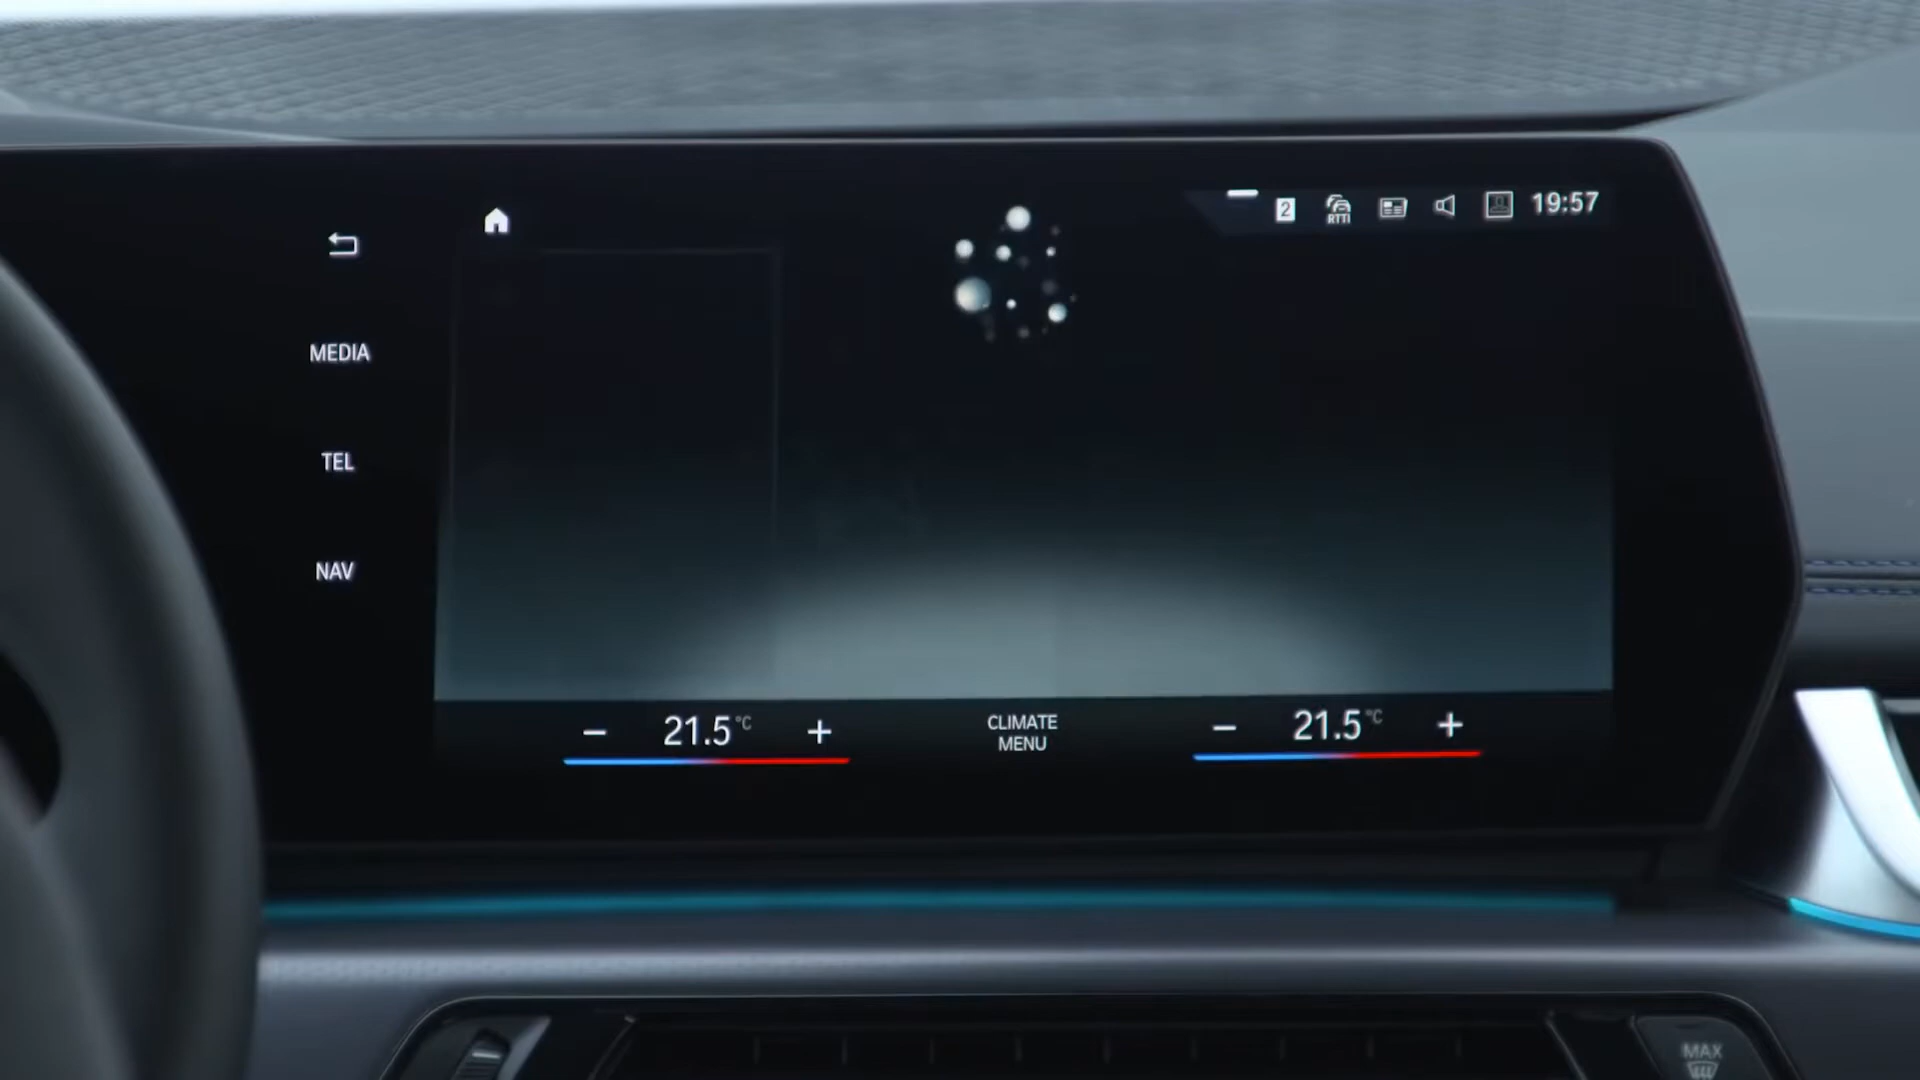 2
RTTI
19:57
MEDIA
TEL
NAV
− 21.5°C +
CLIMATE
MENU
− 21.5°C +
MAX